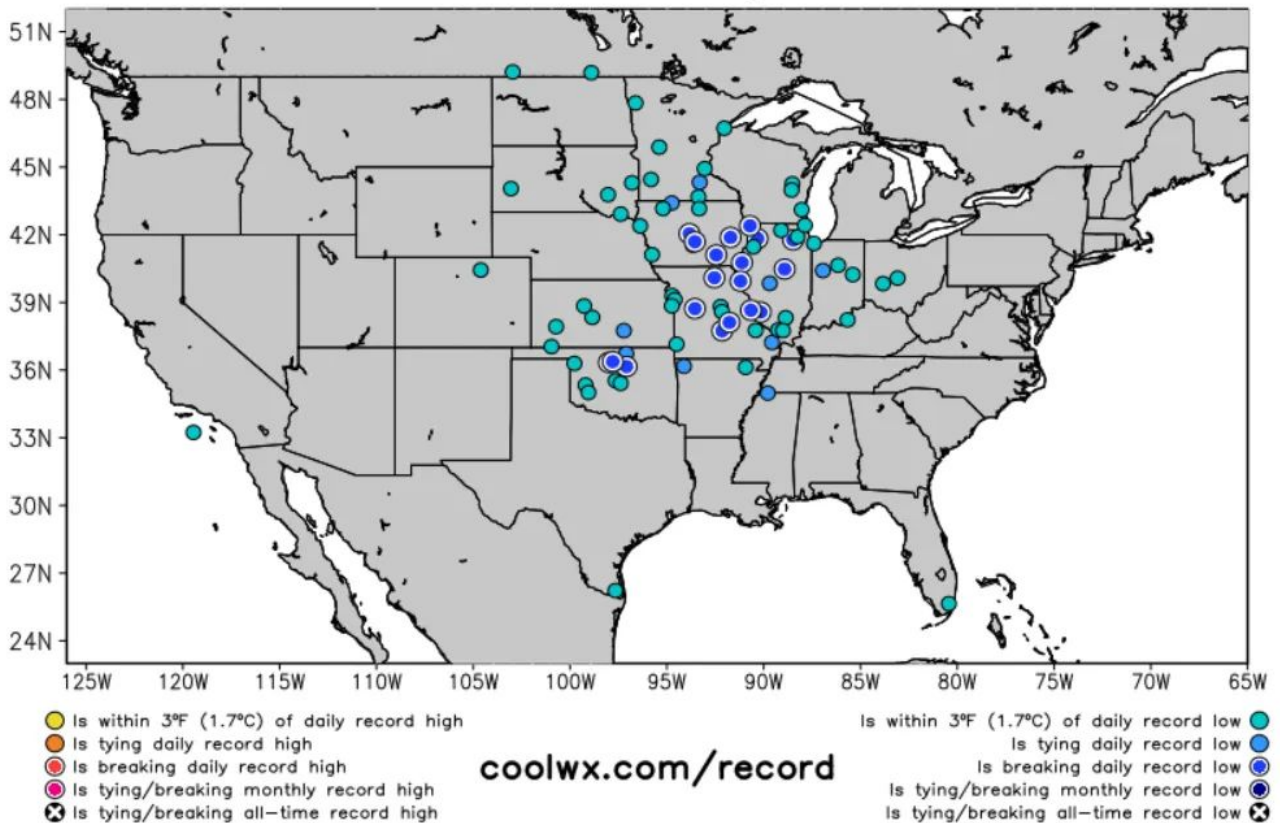 51N
48N
45N
42N
39N
36N
33N
30N
27N
24N
125W 120W 115W 110W 105W 100W 95W 90W 85W 80W 75W 70W 65W
Is within 3°F (1.7°C) of daily record high
Is tying daily record high
Is breaking daily record high
Is tying/breaking monthly record high
Is tying/breaking all-time record high
coolwx.com/record
Is within 3°F (1.7°C) of daily record low
Is tying daily record low
Is breaking daily record low
Is tying/breaking monthly record low
Is tying/breaking all-time record low